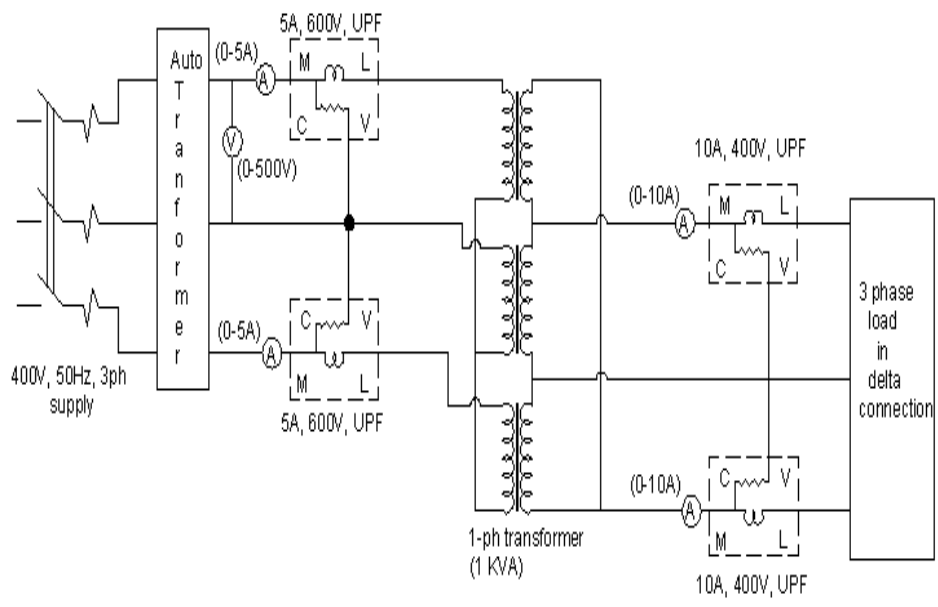 5A, 600V, UPF
(0-5A)
A
M
L
C
V
Auto
T
r
a
n
f
o
r
m
e
r
V
(0-500V)
10A, 400V, UPF
(0-10A)
A
M
L
C
V
3 phase
load
in
delta
connection
(0-5A)
A
C
V
M
L
5A, 600V, UPF
400V, 50Hz, 3ph
supply
(0-10A)
A
C
V
M
L
10A, 400V, UPF
1-ph transformer
(1 KVA)